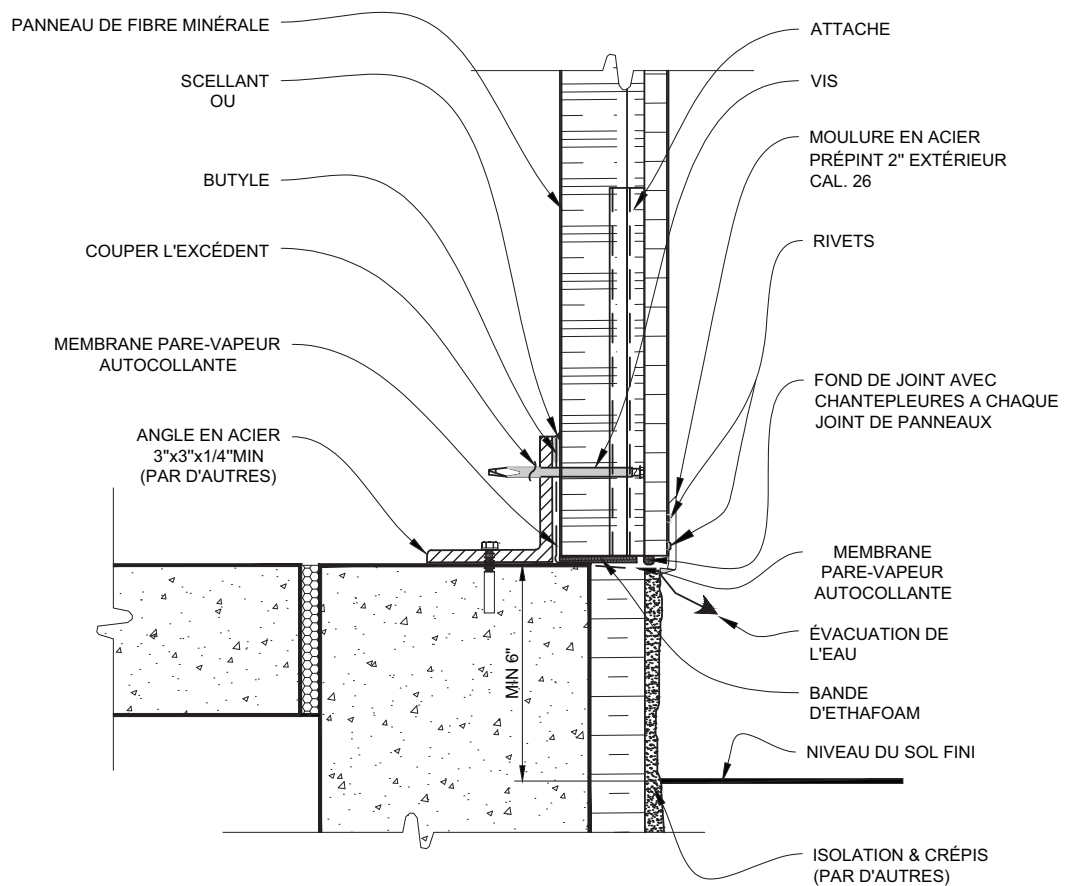 PANNEAU DE FIBRE MINÉRALE
SCELLANT
OU
BUTYLE
COUPER L'EXCÉDENT
MEMBRANE PARE-VAPEUR
AUTOCOLLANTE
ANGLE EN ACIER
3"x3"x1/4"MIN
(PAR D'AUTRES)
ATTACHE
VIS
MOULURE EN ACIER
PRÉPINT 2" EXTÉRIEUR
CAL. 26
RIVETS
FOND DE JOINT AVEC
CHANTEPLEURES A CHAQUE
JOINT DE PANNEAUX
MEMBRANE
PARE-VAPEUR
AUTOCOLLANTE
ÉVACUATION DE
L'EAU
BANDE
D'ETHAFOAM
NIVEAU DU SOL FINI
ISOLATION & CRÉPIS
(PAR D'AUTRES)
MIN 6"